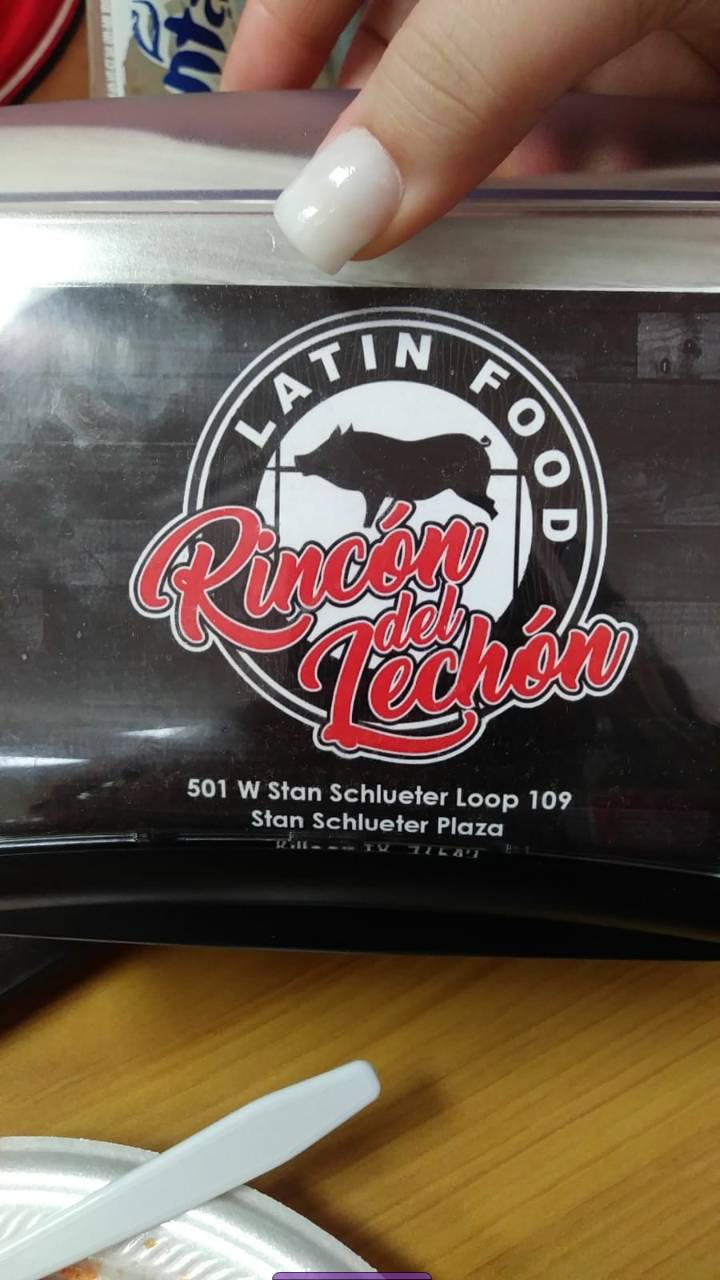 LATIN FOOD
Rincón
del
Lechón
501 W Stan Schlueter Loop 109
Stan Schlueter Plaza